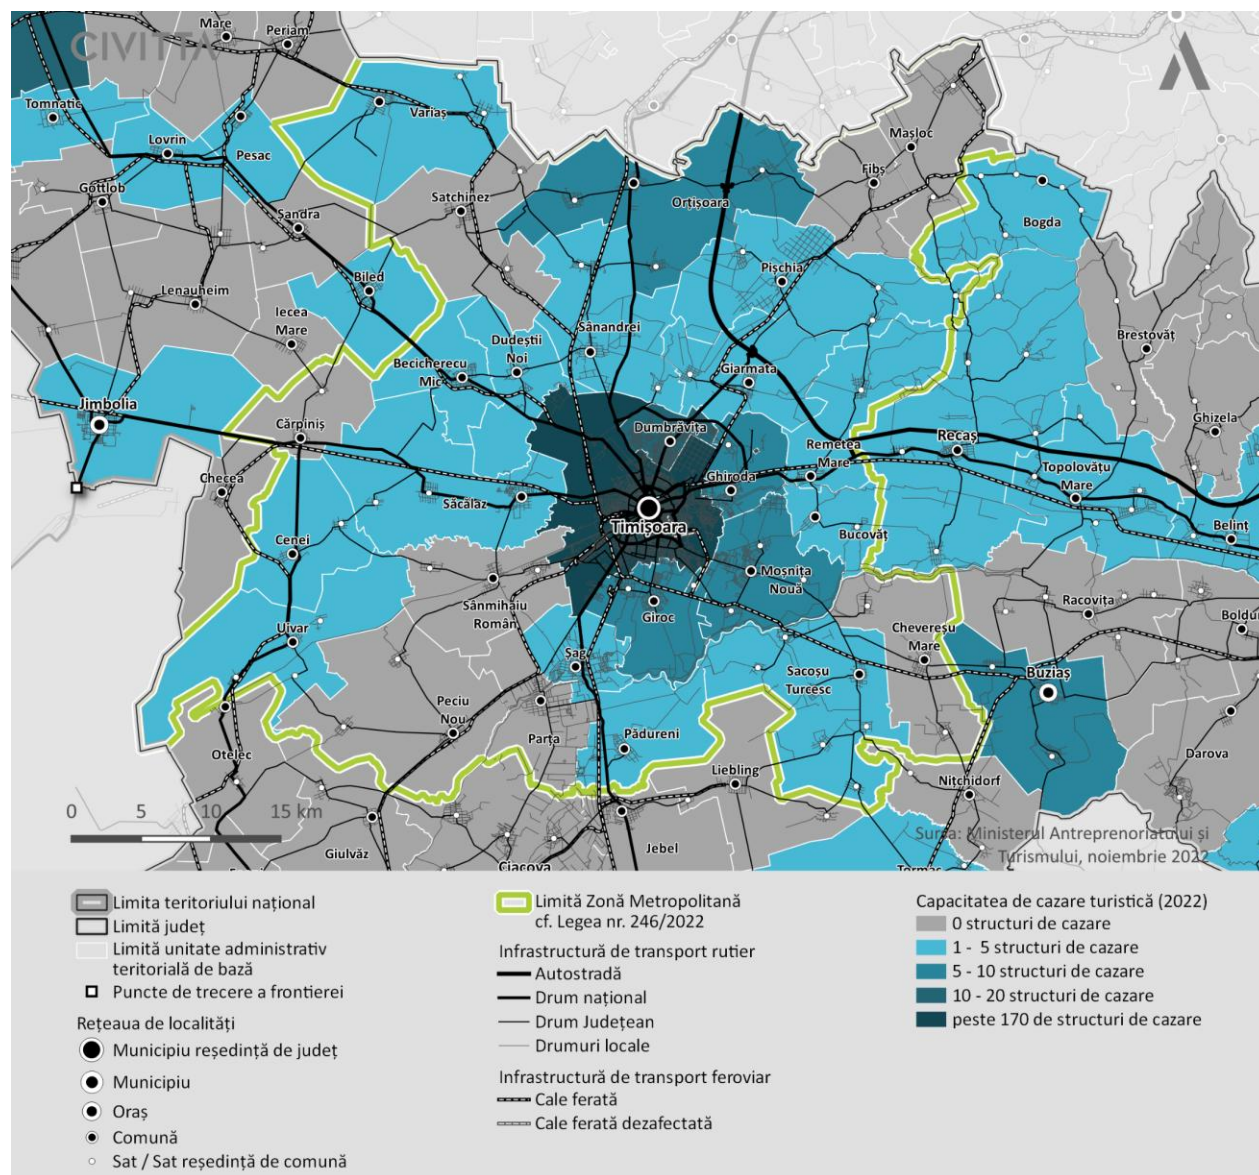 CIVITTA
Mare
Periam
Tomnatic
Variaș
Lovrin
Pesac
Mașloc
Fibș
Gottlob
Satchinez
Orțișoara
Bogda
Șandra
Pișchia
Biled
Lenauheim
Iecea
Mare
Sânandrei
Dudeștii
Noi
Brestovăț
Becicherecu
Mic
Giarmata
Jimbolia
Cărpiniș
Dumbrăvița
Ghizela
Remetea
Mare
Recaș
Checea
Ghiroda
Topolovățu
Mare
Săcălaz
Timișoara
Belinț
Cenei
Bucovăț
Moșnița
Nouă
Sânmihaiu
Român
Giroc
Racovița
Uivar
Chevereșu
Mare
Șag
Sacoșu
Turcesc
Buziaș
Peciu
Nou
Parța
Pădureni
Otelec
Liebling
Darova
Nițchidorf
0 5 10 15 km
Sursa: Ministerul Antreprenoriatului și
Turismului, noiembrie 2022
Giulvăz
Jebel
Ciacova
Limita teritoriului național
Limită județ
Limită unitate administrativ
teritorială de bază
Puncte de trecere a frontierei
Rețeaua de localități
Municipiu reședință de județ
Municipiu
Oraș
Comună
Sat / Sat reședință de comună
Limită Zonă Metropolitană
cf. Legea nr. 246/2022
Infrastructură de transport rutier
Autostradă
Drum național
Drum Județean
Drumuri locale
Infrastructură de transport feroviar
Cale ferată
Cale ferată dezafectată
Capacitatea de cazare turistică (2022)
0 structuri de cazare
1 - 5 structuri de cazare
5 - 10 structuri de cazare
10 - 20 structuri de cazare
peste 170 de structuri de cazare